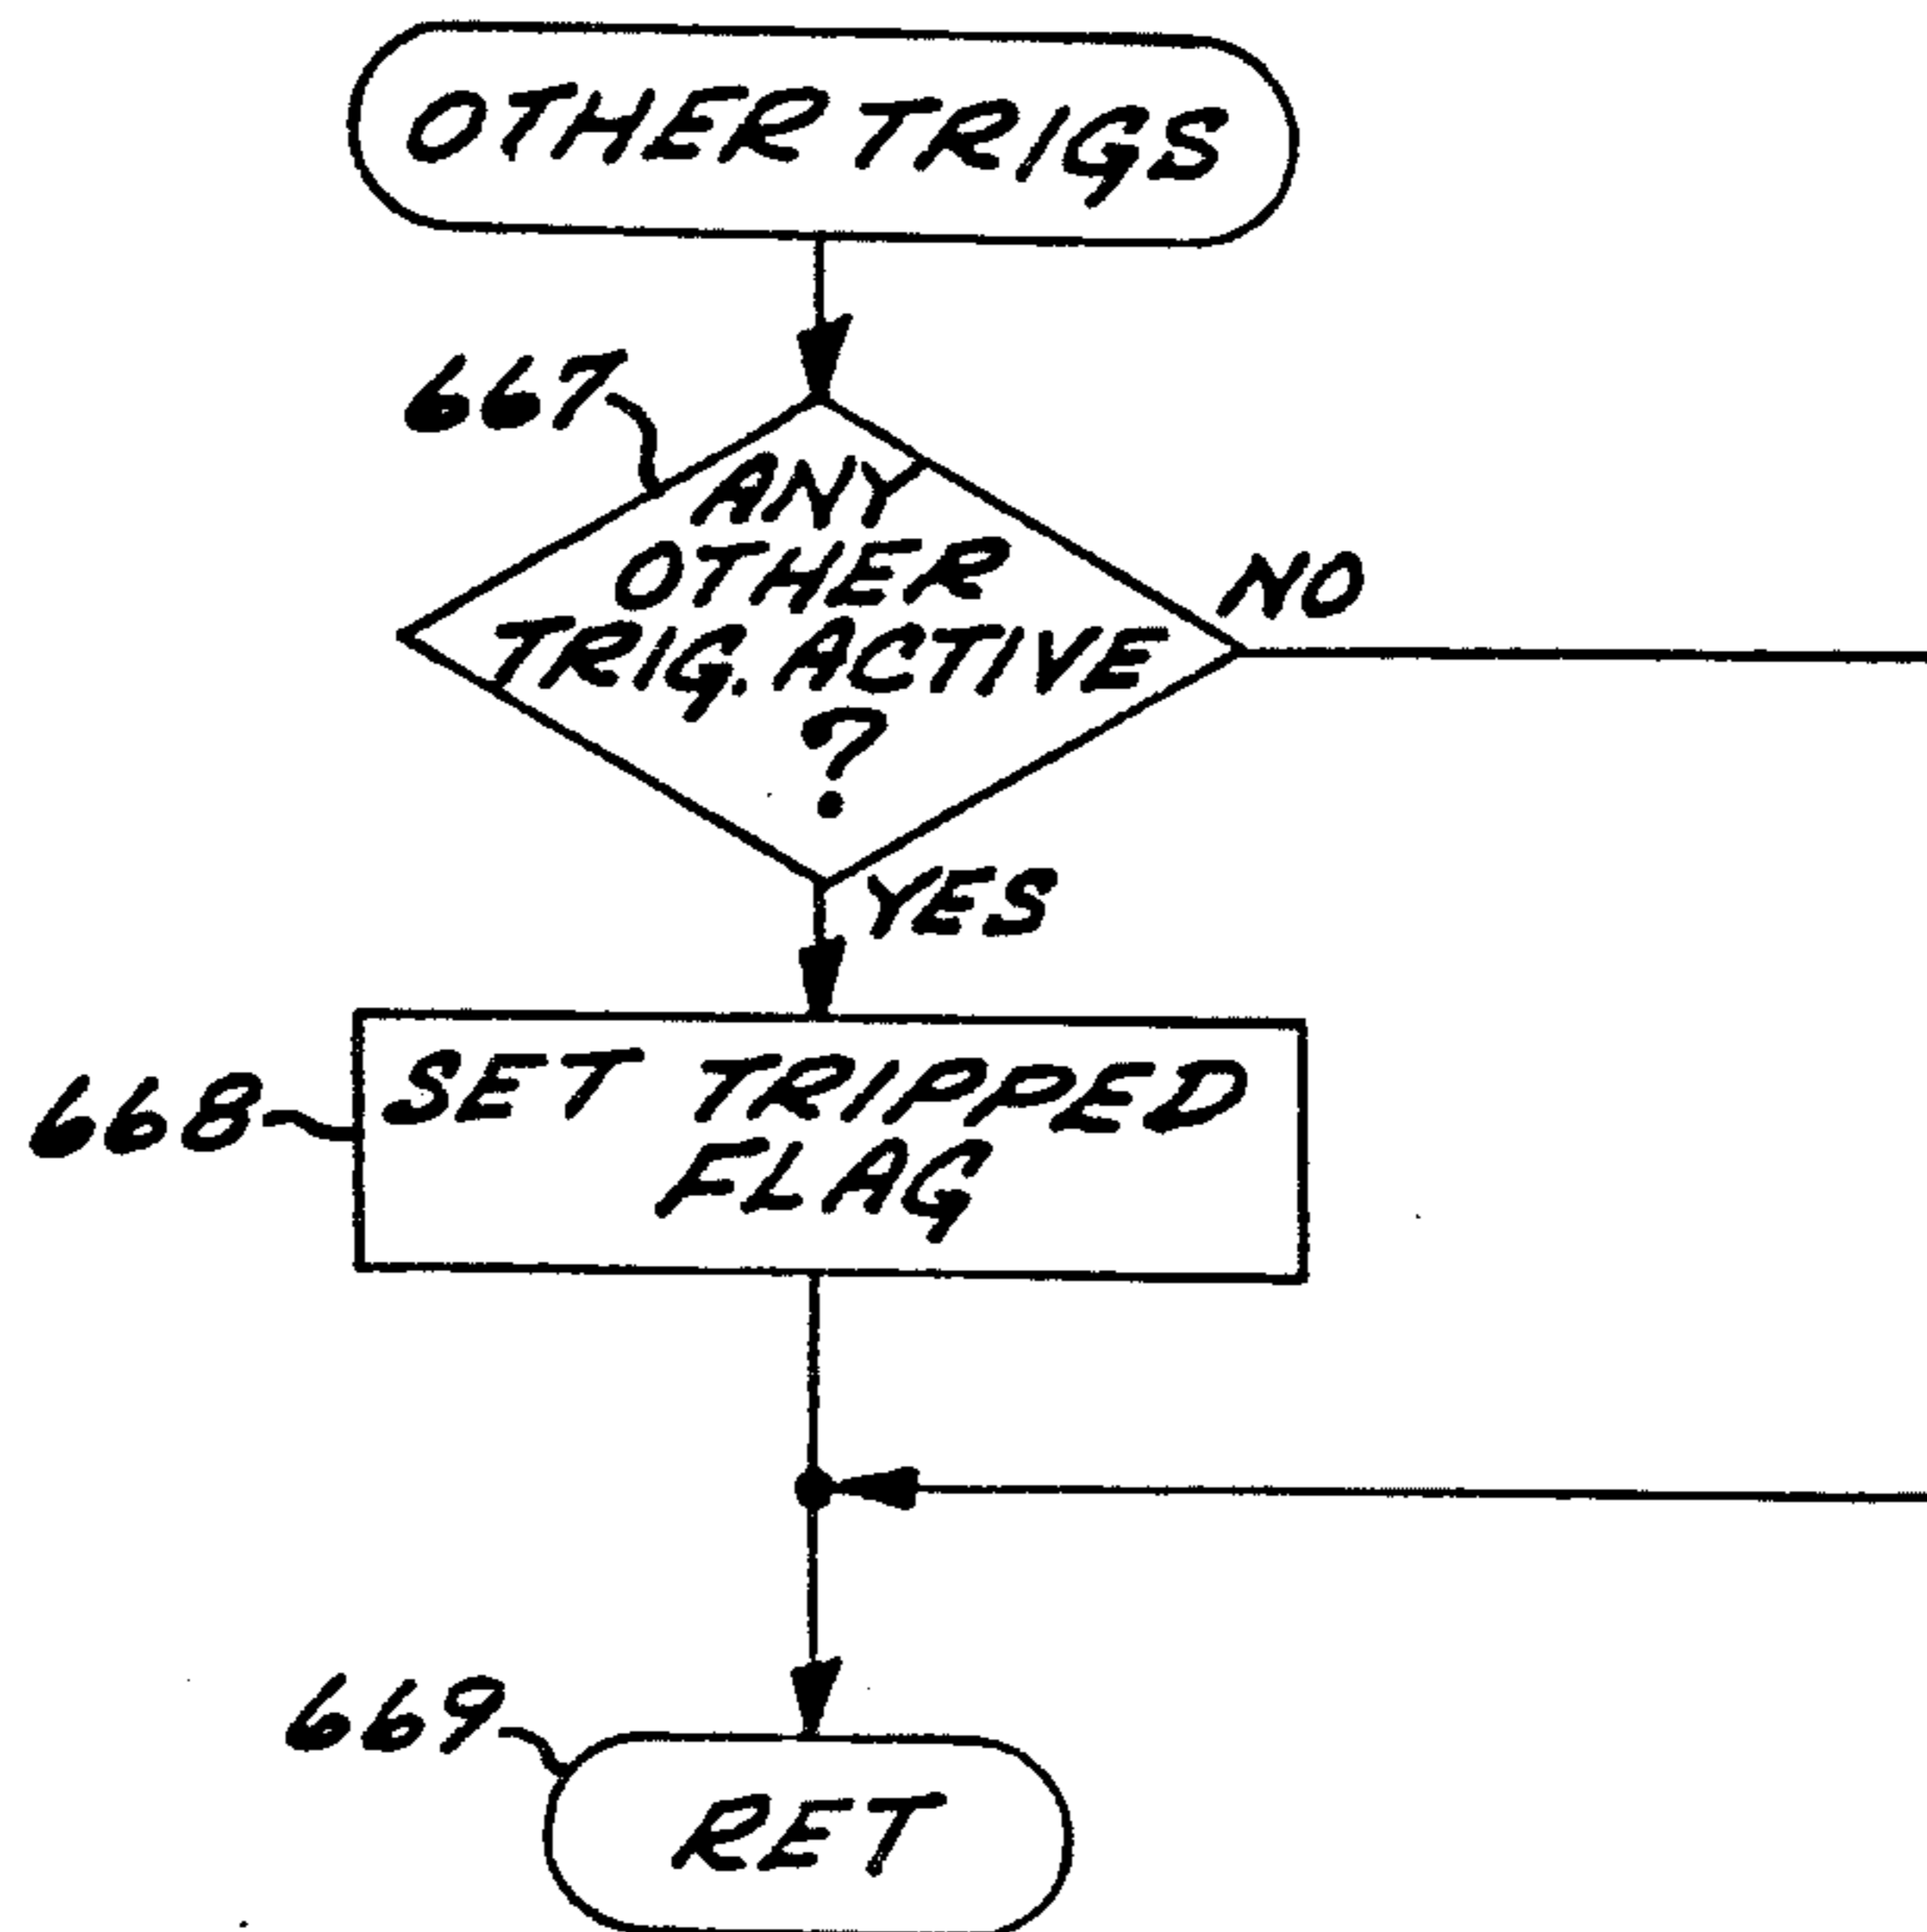 OTHER TRIGS
667
ANY
OTHER
TRIG. ACTIVE
?
NO
YES
668
SET TRIPPED
FLAG
669
RET